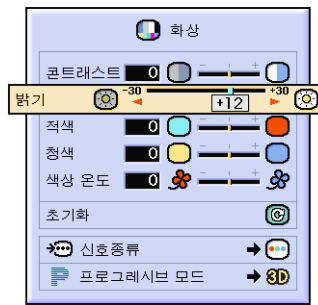 화상
콘트래스트 0 - +
밝기 -30 +12 +30
적색 0 - +
청색 0 - +
색상 온도 0 - +
초기화
신호종류
P 프로그레시브 모드 3D